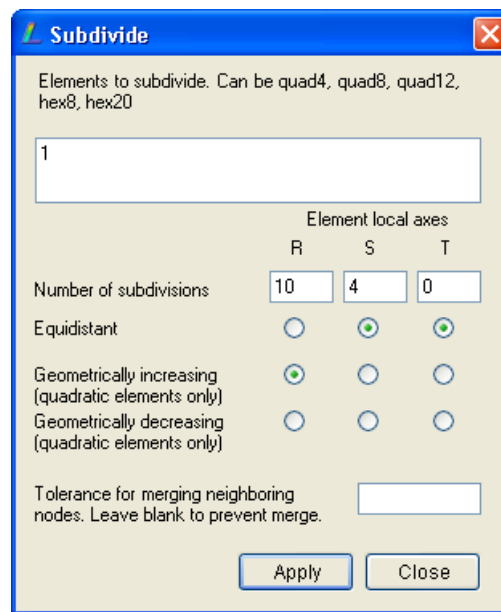 Subdivide
Elements to subdivide. Can be quad4, quad8, quad12,
hex8, hex20
1
Element local axes
R S T
Number of subdivisions 10 4 0
Equidistant
Geometrically increasing
(quadratic elements only)
Geometrically decreasing
(quadratic elements only)
Tolerance for merging neighboring
nodes. Leave blank to prevent merge.
Apply Close